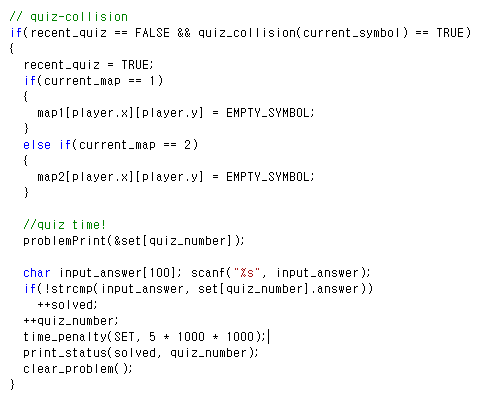 // quiz-collision
if(recent_quiz == FALSE && quiz_collision(current_symbol) == TRUE)
{
  recent_quiz = TRUE;
  if(current_map == 1)
  {
    map1[player.x][player.y] = EMPTY_SYMBOL;
  }
  else if(current_map == 2)
  {
    map2[player.x][player.y] = EMPTY_SYMBOL;
  }

  //quiz time!
  problemPrint(&set[quiz_number]);

  char input_answer[100]; scanf("%s", input_answer);
  if(!strcmp(input_answer, set[quiz_number].answer))
    ++solved;
  ++quiz_number;
  time_penalty(SET, 5 * 1000 * 1000);
  print_status(solved, quiz_number);
  clear_problem();
}